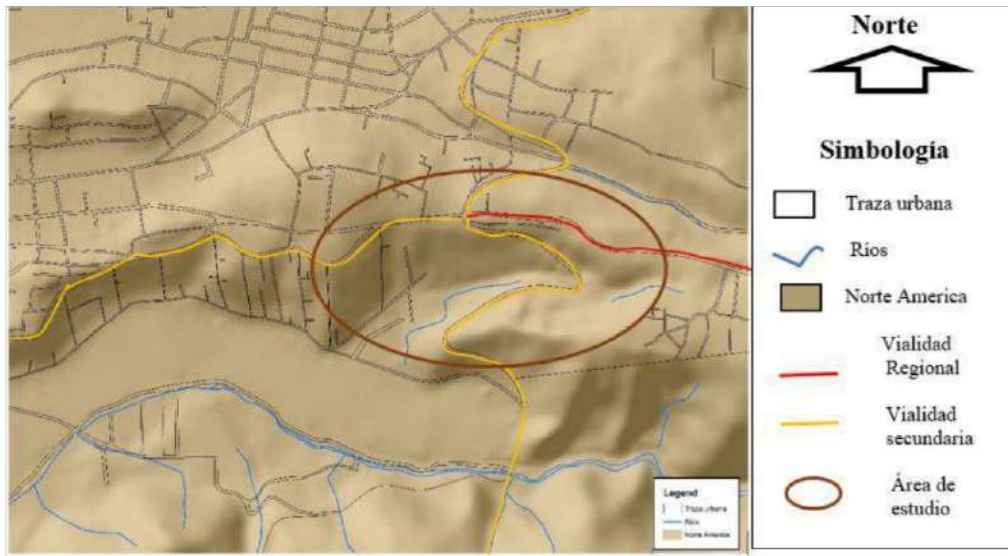 Norte
Simbología
Traza urbana
Ríos
Norte America
Vialidad
Regional
Vialidad
secundaria
Área de
estudio
Legend
Traza urbana
Ríos
Norte America